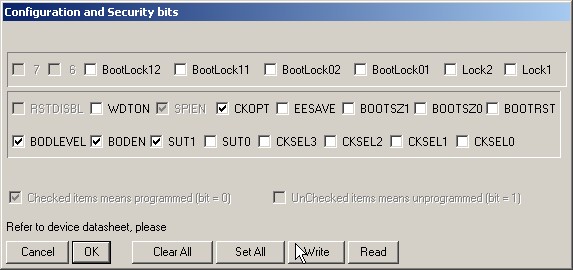 Configuration and Security bits
7 6 BootLock12 BootLock11 BootLock02 BootLock01 Lock2 Lock1
RSTDISBL WDTON SPIEN CKOPT EESAVE BOOTSZ1 BOOTSZ0 BOOTRST
BODLEVEL BODEN SUT1 SUT0 CKSEL3 CKSEL2 CKSEL1 CKSEL0
Checked items means programmed (bit = 0) UnChecked items means unprogrammed (bit = 1)
Refer to device datasheet, please
Cancel OK Clear All Set All Write Read